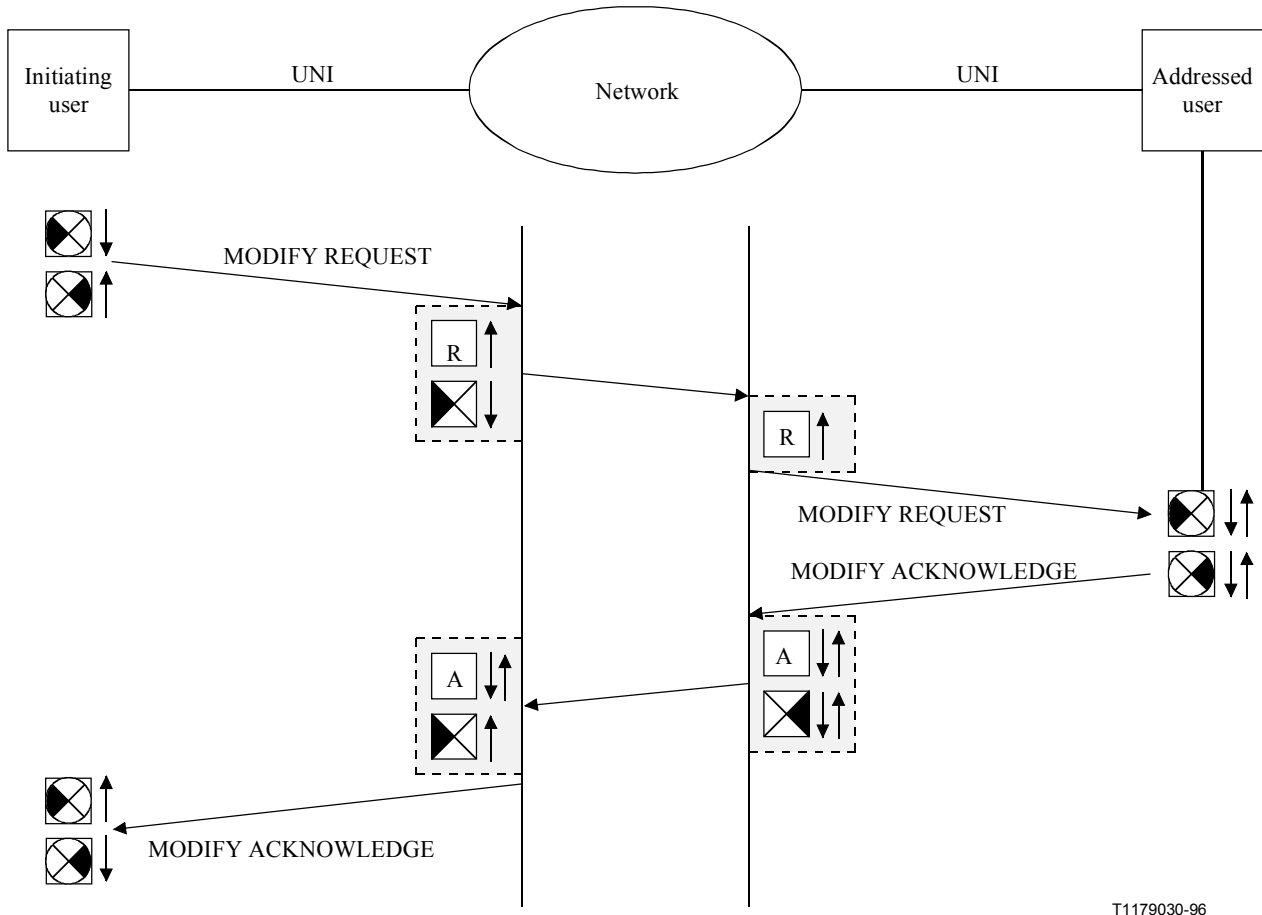 Initiating
user
UNI
Network
UNI
Addressed
user
MODIFY REQUEST
R
R
MODIFY REQUEST
MODIFY ACKNOWLEDGE
A
A
MODIFY ACKNOWLEDGE
T1179030-96